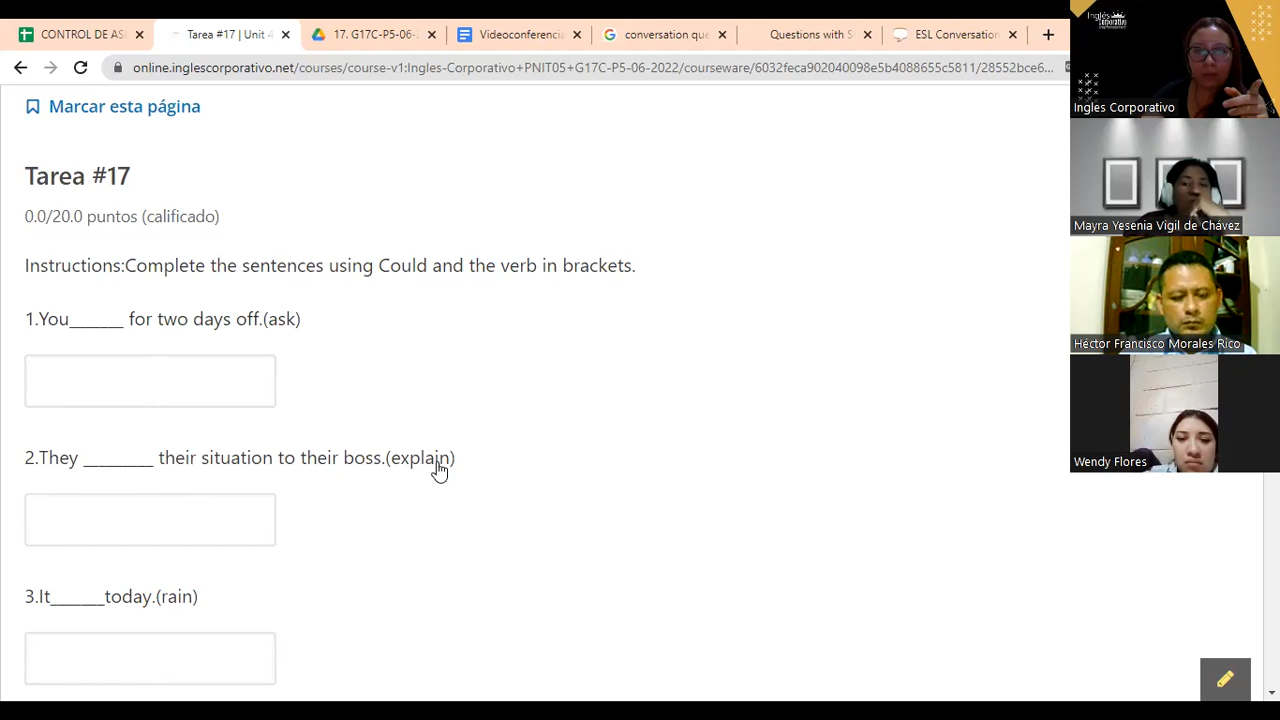 CONTROL DE AS
Tarea #17 | Unit 4
17. G17C-P5-09-
Videoconferencia
conversation que
Questions with S
ESL Conversation
online.inglescorporativo.net/courses/course-v1:Ingles-Corporativo+PNIT05+G17C-P5-06-2022/courseware/6032feca902040098e5b4088655c5811/28552bce6...
Marcar esta página
Tarea #17
0.0/20.0 puntos (calificado)
Instructions:Complete the sentences using Could and the verb in brackets.
1.You______ for two days off.(ask)
2.They ________ their situation to their boss.(explain)
3.It______today.(rain)
Inglés
Corporativo
Ingles Corporativo
Mayra Yesenia Vigil de Chávez
Héctor Francisco Morales Rico
Wendy Flores